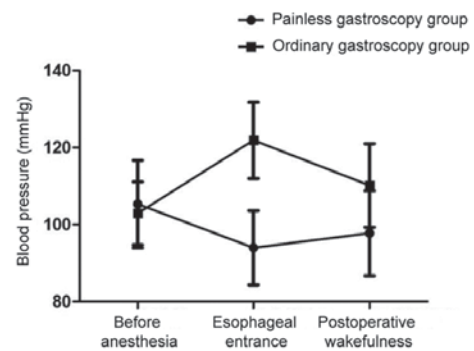 Painless gastroscopy group
Ordinary gastroscopy group
140
120
100
80
Blood pressure (mmHg)
Before
anesthesia
Esophageal
entrance
Postoperative
wakefulness